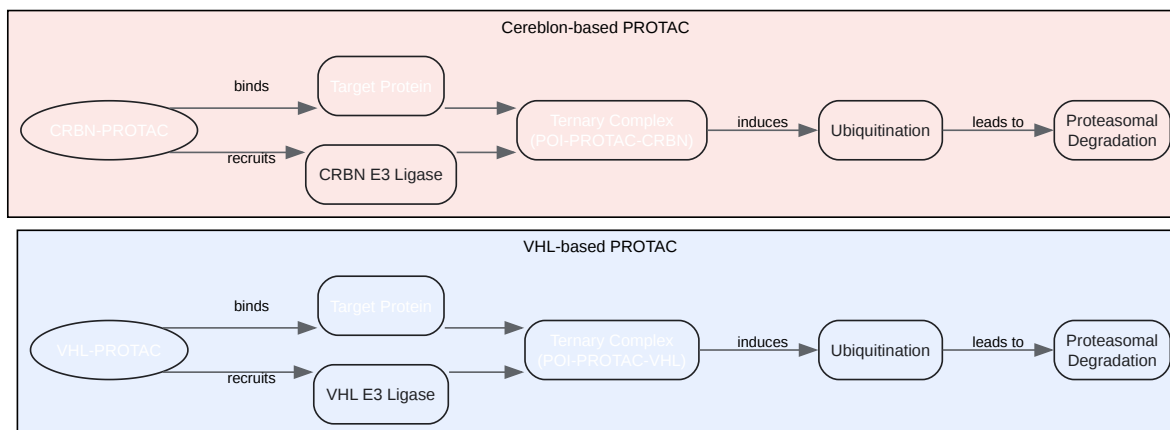 Cereblon-based PROTAC
binds
Target Protein
CRBN-PROTAC
recruits
CRBN E3 Ligase
Ternary Complex
(POI-PROTAC-CRBN)
induces
Ubiquitination
leads to
Proteasomal
Degradation
VHL-based PROTAC
binds
Target Protein
VHL-PROTAC
recruits
VHL E3 Ligase
Ternary Complex
(POI-PROTAC-VHL)
induces
Ubiquitination
leads to
Proteasomal
Degradation